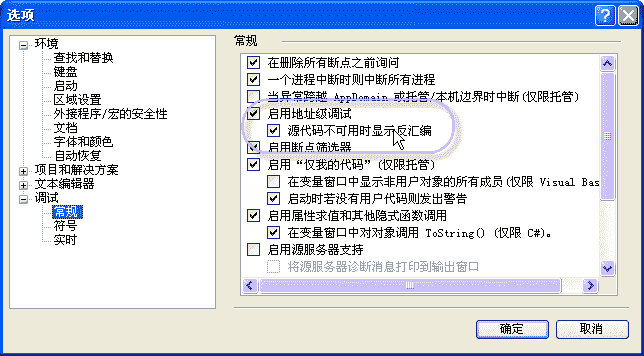 选项
环境
查找和替换
键盘
启动
区域设置
外接程序/宏的安全性
文档
字体和颜色
自动恢复
项目和解决方案
文本编辑器
调试
常规
符号
实时
常规
在删除所有断点之前询问
一个进程中断时则中断所有进程
当异常跨越 AppDomain 或托管/本机边界时中断(仅限托管)
启用地址级调试
源代码不可用时显示反汇编
启用断点筛选器
启用“仅我的代码”(仅限托管)
在变量窗口中显示非用户对象的所有成员(仅限 Visual Bas
启动时若没有用户代码则发出警告
启用属性求值和其他隐式函数调用
在变量窗口中对对象调用 ToString() (仅限 C#)。
启用源服务器支持
将源服务器诊断消息打印到输出窗口
确定
取消